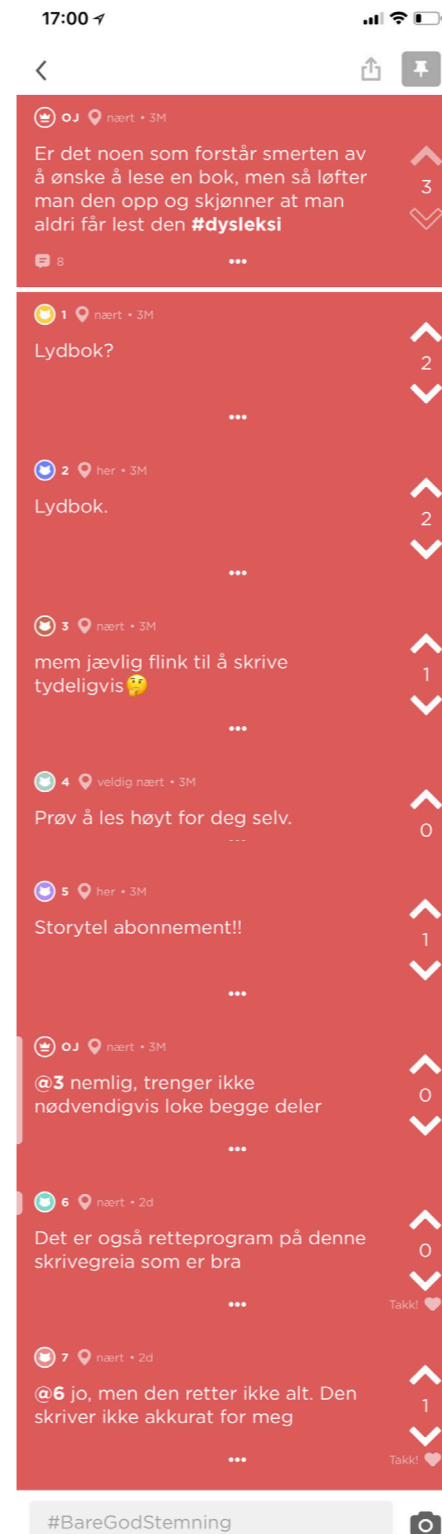 17:00
OJ nært • 3M
Er det noen som forstår smerten av
å ønske å lese en bok, men så løfter
man den opp og skjønner at man
aldri får lest den #dysleksi
3
8
1 nært • 3M
Lydbok?
2
2 her • 3M
Lydbok.
2
3 nært • 3M
mem jævlig flink til å skrive
tydeligvis🤔
1
4 veldig nært • 3M
Prøv å les høyt for deg selv.
0
5 her • 3M
Storytel abonnement!!
1
OJ nært • 3M
@3 nemlig, trenger ikke
nødvendigvis loke begge deler
0
6 nært • 2d
Det er også retteprogram på denne
skrivegreia som er bra
0
Takk!
7 nært • 2d
@6 jo, men den retter ikke alt. Den
skriver ikke akkurat for meg
1
Takk!
#BareGodStemning